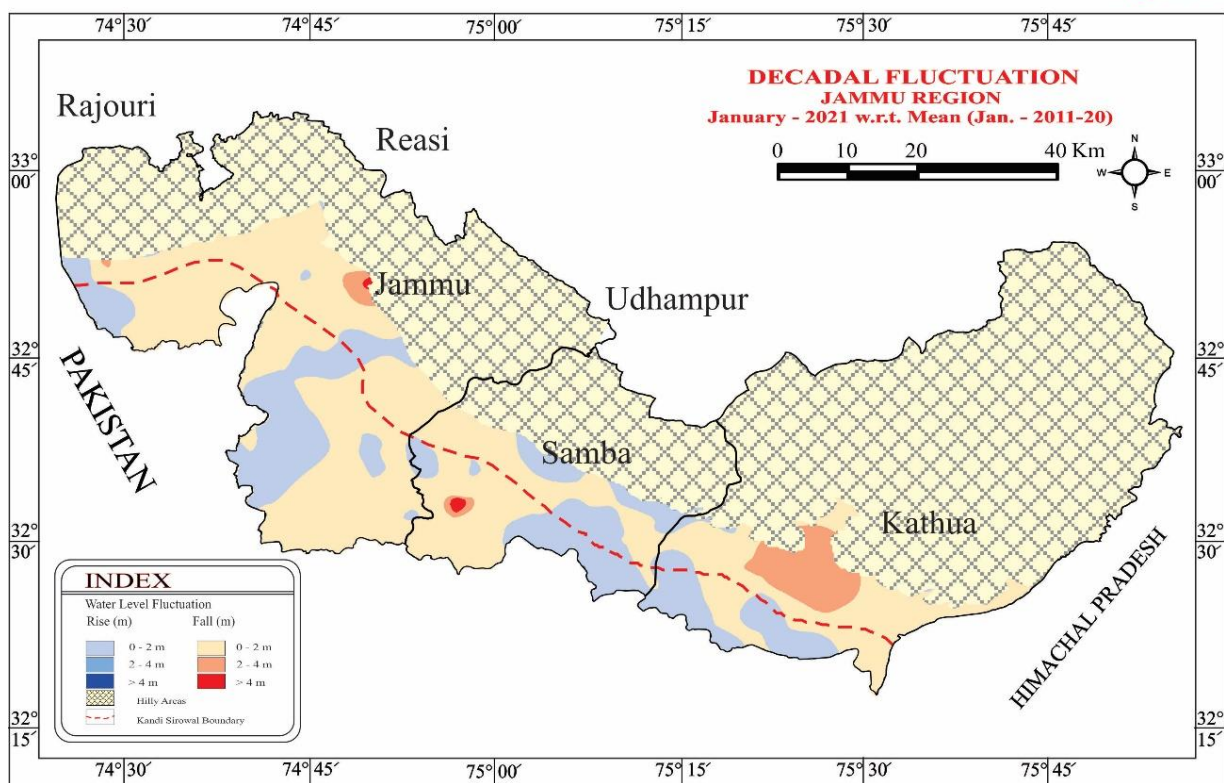 74° 30´ 74° 45´ 75° 00´ 75° 15´ 75° 30´ 75° 45´
DECADAL FLUCTUATION
JAMMU REGION
January - 2021 w.r.t. Mean (Jan. - 2011-20)
0 10 20 40 Km
N
W E
S
33° 00´
33° 00´
32° 45´
32° 45´
32° 30´
32° 30´
32° 15´
32° 15´
Rajouri
Reasi
Jammu
Udhampur
Samba
Kathua
PAKISTAN
HIMACHAL PRADESH
INDEX
Water Level Fluctuation
Rise (m) Fall (m)
0 - 2 m 0 - 2 m
2 - 4 m 2 - 4 m
> 4 m > 4 m
Hilly Areas
Kandi Sirowal Boundary
74° 30´ 74° 45´ 75° 00´ 75° 15´ 75° 30´ 75° 45´